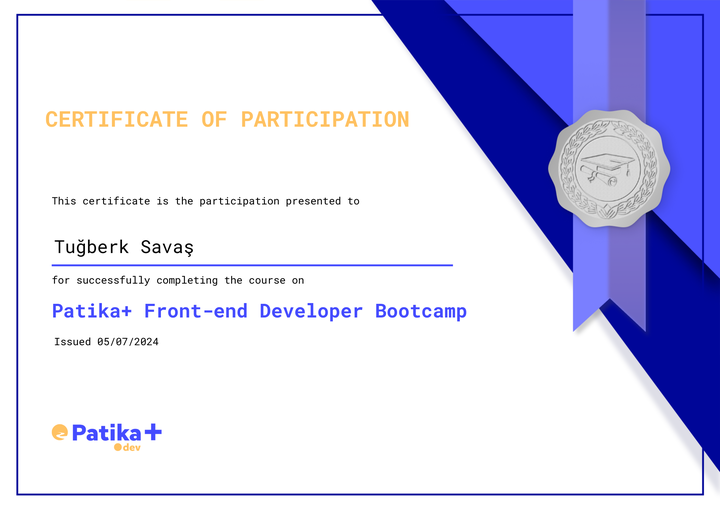 CERTIFICATE OF PARTICIPATION
This certificate is the participation presented to
Tuğberk Savaş
for successfully completing the course on
Patika+ Front-end Developer Bootcamp
Issued 05/07/2024
Patika+
dev